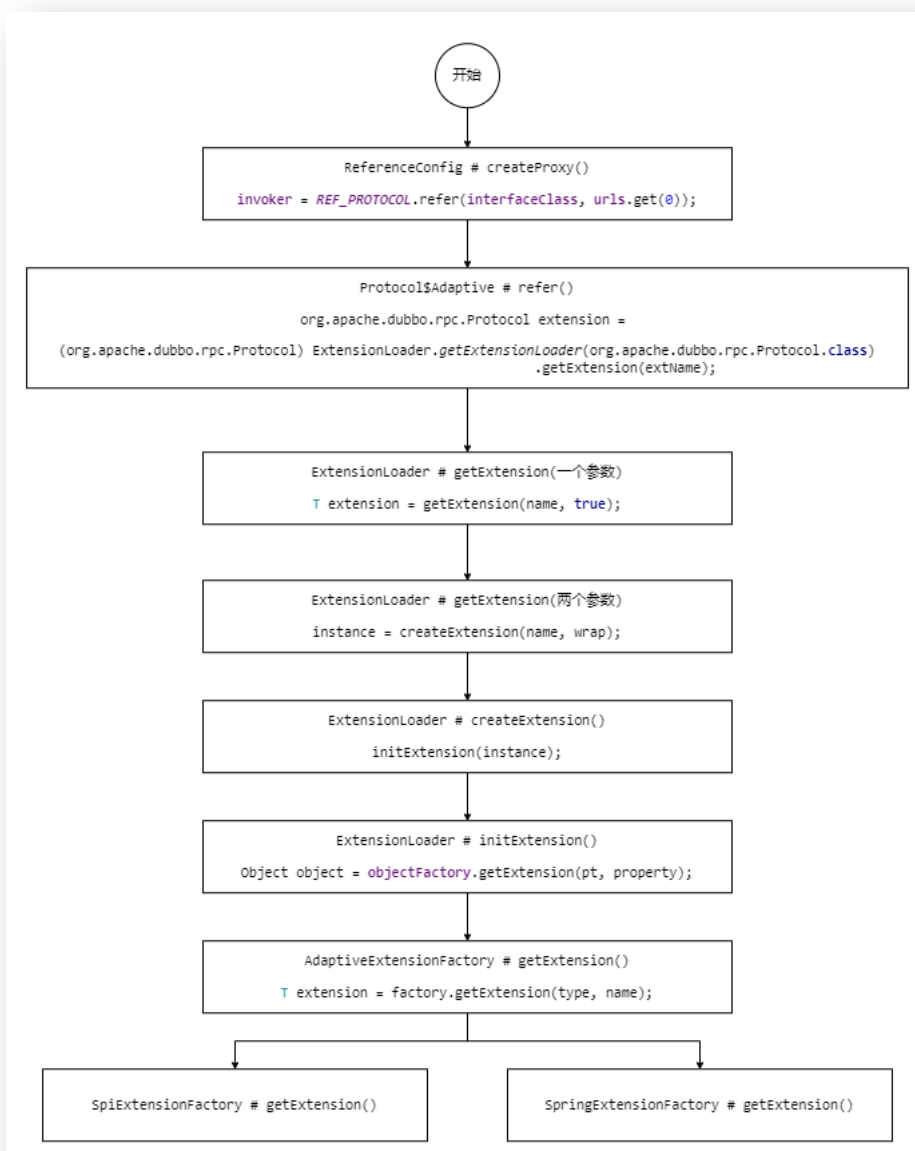 开始
ReferenceConfig # createProxy()
invoker = REF_PROTOCOL.refer(interfaceClass, urls.get(0));
Protocol$Adaptive # refer()
org.apache.dubbo.rpc.Protocol extension =
(org.apache.dubbo.rpc.Protocol) ExtensionLoader.getExtensionLoader(org.apache.dubbo.rpc.Protocol.class)
.getExtension(extName);
ExtensionLoader # getExtension(一个参数)
T extension = getExtension(name, true);
ExtensionLoader # getExtension(两个参数)
instance = createExtension(name, wrap);
ExtensionLoader # createExtension()
initExtension(instance);
ExtensionLoader # initExtension()
Object object = objectFactory.getExtension(pt, property);
AdaptiveExtensionFactory # getExtension()
T extension = factory.getExtension(type, name);
SpiExtensionFactory # getExtension()
SpringExtensionFactory # getExtension()